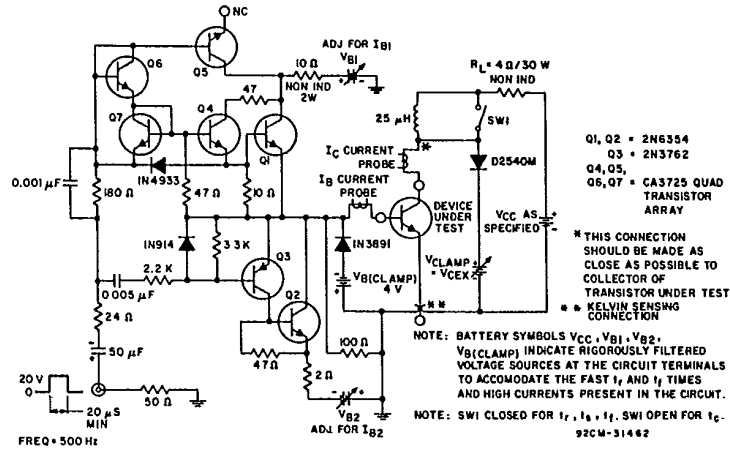 NC
Q6
Q5
ADJ FOR IB1
10 Ω
VB1
NON IND
2W
RL = 4 Ω/30 W
NON IND
47
25 μH
SW1
Q7
Q4
Q1
IC CURRENT
PROBE
*
D2540M
Q1, Q2 = 2N6354
Q3 = 2N3762
Q4, Q5,
Q6, Q7 = CA3725 QUAD
TRANSISTOR
ARRAY
0.001 μF
180 Ω
1N4933
47 Ω
10 Ω
IB CURRENT
PROBE
DEVICE
UNDER
TEST
VCC AS
SPECIFIED
1N914
3.3 K
Q3
1N3891
VCLAMP
= VCEX
* THIS CONNECTION
SHOULD BE MADE AS
CLOSE AS POSSIBLE TO
COLLECTOR OF
TRANSISTOR UNDER TEST
0.005 μF
2.2 K
Q2
VB(CLAMP)
4 V
* *
* * KELVIN SENSING
CONNECTION
24 Ω
50 μF
47 Ω
2 Ω
100 Ω
NOTE: BATTERY SYMBOLS VCC, VB1, VB2,
VB(CLAMP) INDICATE RIGOROUSLY FILTERED
VOLTAGE SOURCES AT THE CIRCUIT TERMINALS
TO ACCOMODATE THE FAST tr AND tf TIMES
AND HIGH CURRENTS PRESENT IN THE CIRCUIT.
20 V
0
20 μS
MIN
50 Ω
VB2
ADJ FOR IB2
NOTE: SW1 CLOSED FOR tr, ts, tf. SW1 OPEN FOR tc.
FREQ = 500 Hz
92CM-31462